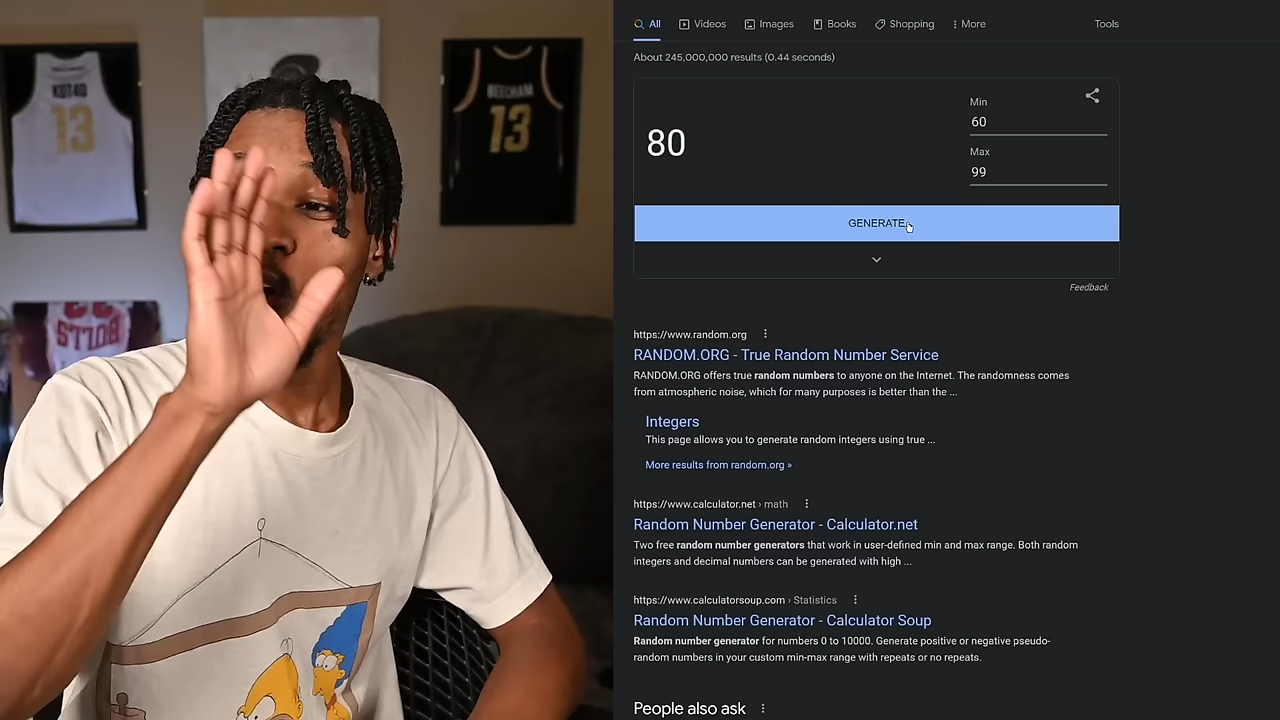 KOT4Q
13
BEECHAM
13
All
Videos
Images
Books
Shopping
More
Tools
About 245,000,000 results (0.44 seconds)
80
Min
60
Max
99
GENERATE
Feedback
https://www.random.org
RANDOM.ORG - True Random Number Service
RANDOM.ORG offers true random numbers to anyone on the Internet. The randomness comes
from atmospheric noise, which for many purposes is better than the ...
Integers
This page allows you to generate random integers using true ...
More results from random.org »
https://www.calculator.net › math
Random Number Generator - Calculator.net
Two free random number generators that work in user-defined min and max range. Both random
integers and decimal numbers can be generated with high ...
https://www.calculatorsoup.com › Statistics
Random Number Generator - Calculator Soup
Random number generator for numbers 0 to 10000. Generate positive or negative pseudo-
random numbers in your custom min-max range with repeats or no repeats.
People also ask